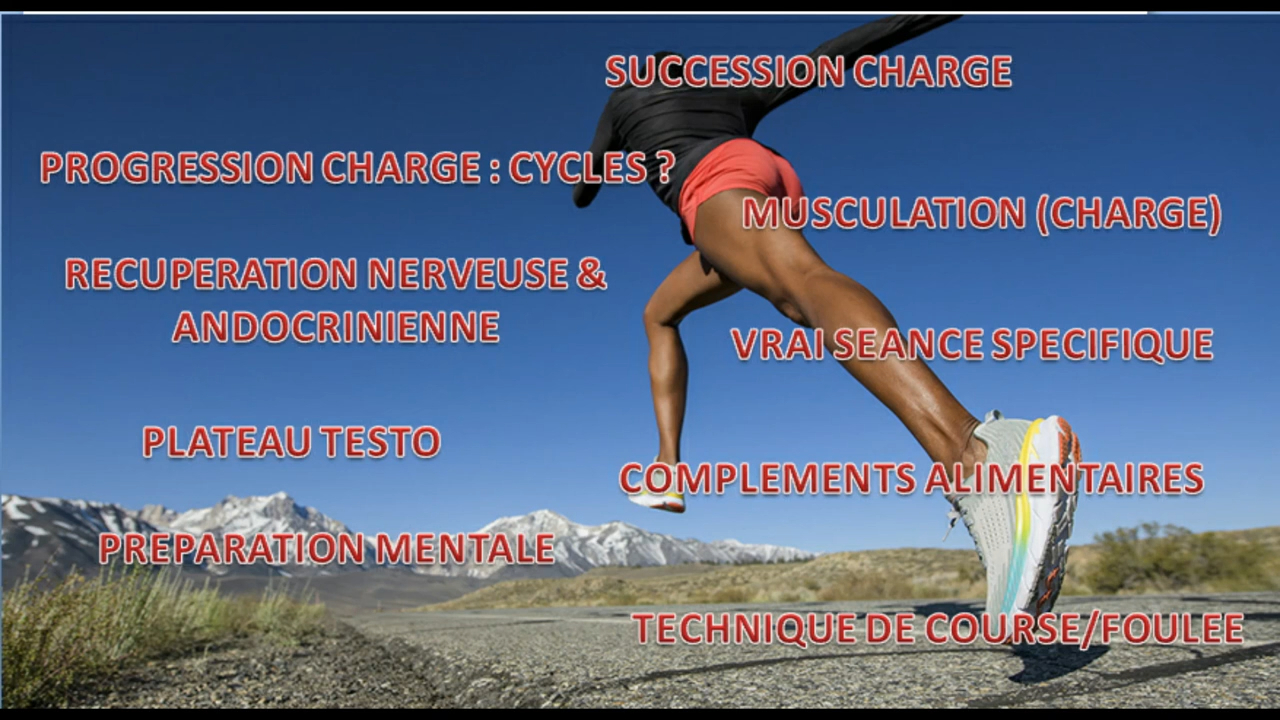 SUCCESSION CHARGE
PROGRESSION CHARGE : CYCLES ?
MUSCULATION (CHARGE)
RECUPERATION NERVEUSE &
ANDOCRINIENNE
VRAI SEANCE SPECIFIQUE
PLATEAU TESTO
COMPLEMENTS ALIMENTAIRES
PREPARATION MENTALE
TECHNIQUE DE COURSE/FOULEE